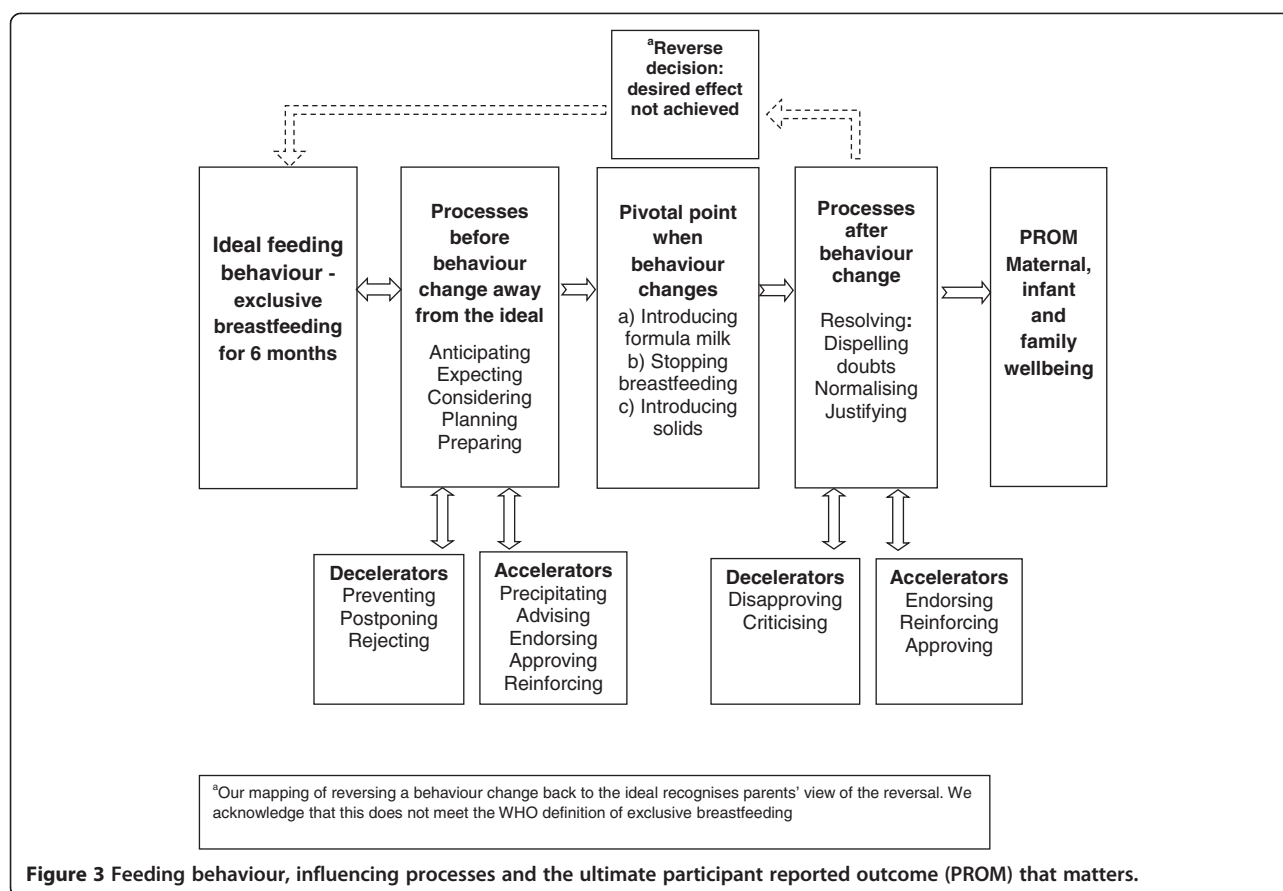 aReverse
decision:
desired effect
not achieved
Ideal feeding
behaviour -
exclusive
breastfeeding
for 6 months
Processes
before
behaviour
change away
from the ideal
Anticipating
Expecting
Considering
Planning
Preparing
Pivotal point
when
behaviour
changes
a) Introducing
formula milk
b) Stopping
breastfeeding
c) Introducing
solids
Processes
after
behaviour
change
Resolving:
Dispelling
doubts
Normalising
Justifying
PROM
Maternal,
infant
and
family
wellbeing
Decelerators
Preventing
Postponing
Rejecting
Accelerators
Precipitating
Advising
Endorsing
Approving
Reinforcing
Decelerators
Disapproving
Criticising
Accelerators
Endorsing
Reinforcing
Approving
aOur mapping of reversing a behaviour change back to the ideal recognises parents' view of the reversal. We
acknowledge that this does not meet the WHO definition of exclusive breastfeeding
Figure 3 Feeding behaviour, influencing processes and the ultimate participant reported outcome (PROM) that matters.